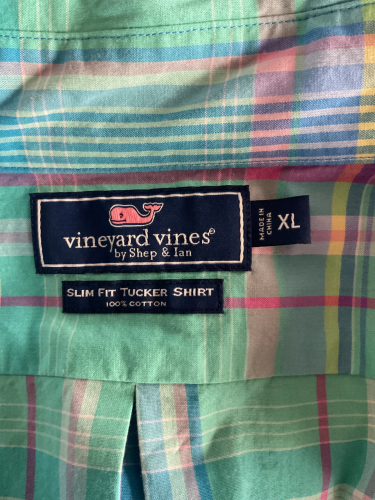 vineyard vines®
by Shep & Ian
MADE IN
CHINA
XL
SLIM FIT TUCKER SHIRT
100% COTTON